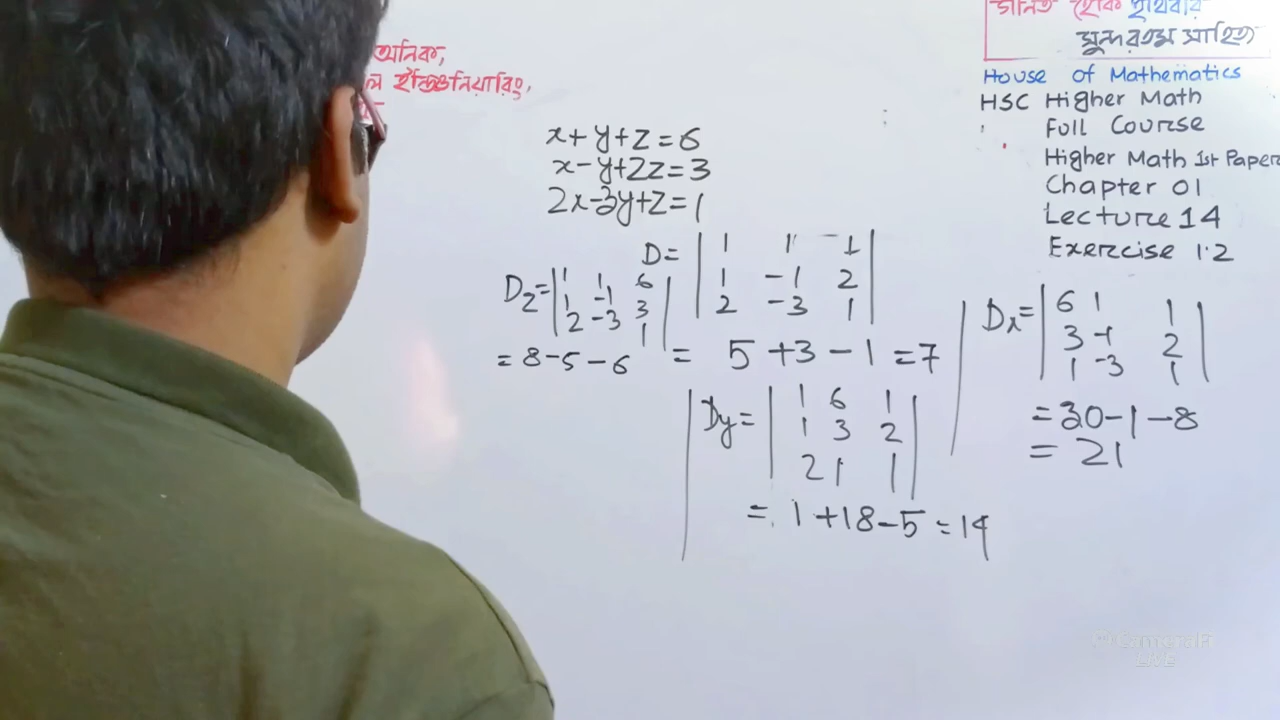 অনিক,
ল ইঞ্জিনিয়ারিং,
গনিত হোক পৃথিবীর
সুন্দরতম সাহিত্য
House of Mathematics
HSC Higher Math
Full Course
Higher Math 1st Paper
Chapter 01
Lecture 14
Exercise 1.2
x+y+z=6
x-y+2z=3
2x-3y+z=1
D= | 1 1 1 |
| 1 -1 2 |
| 2 -3 1 |
= 5 +3 -1 =7
Dz= | 1 1 6 |
| 1 -1 3 |
| 2 -3 1 |
= 8-5-6
Dx= | 6 1 1 |
| 3 -1 2 |
| 1 -3 1 |
= 30-1-8
= 21
Dy= | 1 6 1 |
| 1 3 2 |
| 2 1 1 |
= 1+18-5=14